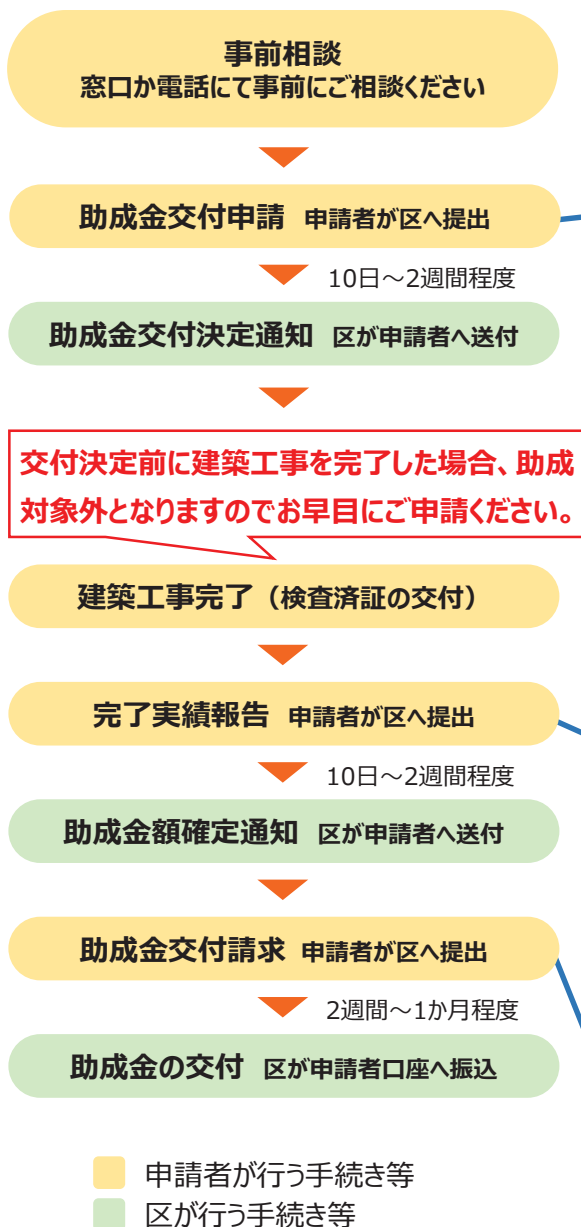 事前相談
窓口か電話にて事前にご相談ください
助成金交付申請 申請者が区へ提出
10日～2週間程度
助成金交付決定通知 区が申請者へ送付
交付決定前に建築工事を完了した場合、助成
対象外となりますのでお早目にご申請ください。
建築工事完了（検査済証の交付）
完了実績報告 申請者が区へ提出
10日～2週間程度
助成金額確定通知 区が申請者へ送付
助成金交付請求 申請者が区へ提出
2週間～1か月程度
助成金の交付 区が申請者口座へ振込
申請者が行う手続き等
区が行う手続き等